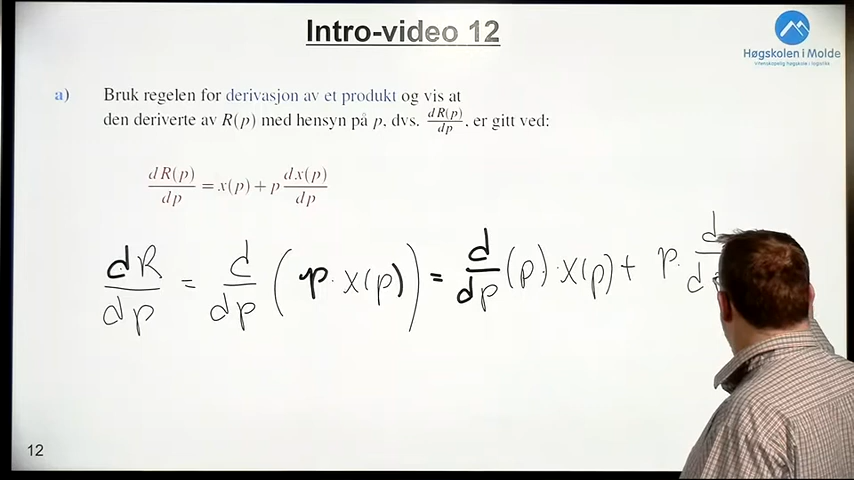 Intro-video 12
Høgskolen i Molde
Vitenskapelig høgskole i logistikk
a) Bruk regelen for derivasjon av et produkt og vis at
den deriverte av R(p) med hensyn på p, dvs. dR(p)/dp, er gitt ved:
dR(p)/dp = x(p) + p dx(p)/dp
dR/dp = d/dp (p · x(p)) = d/dp (p) · x(p) + p · d/d
12